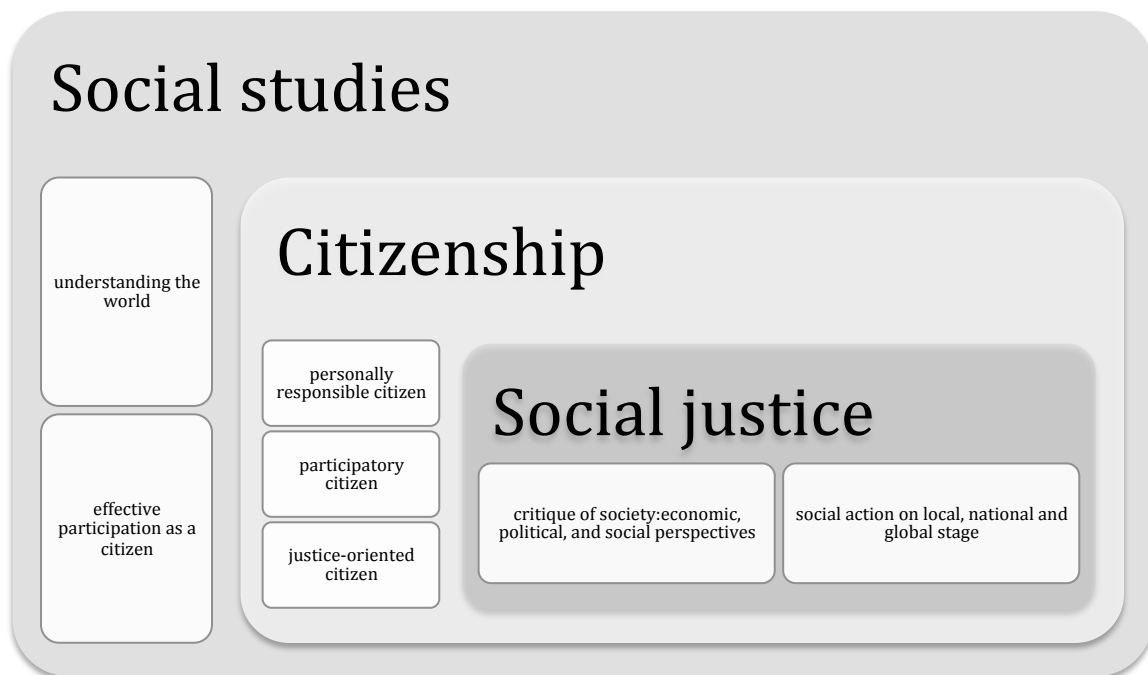 Social studies
understanding the
world
effective
participation as a
citizen
Citizenship
personally
responsible citizen
participatory
citizen
justice-oriented
citizen
Social justice
critique of society:economic,
political, and social perspectives
social action on local, national and
global stage